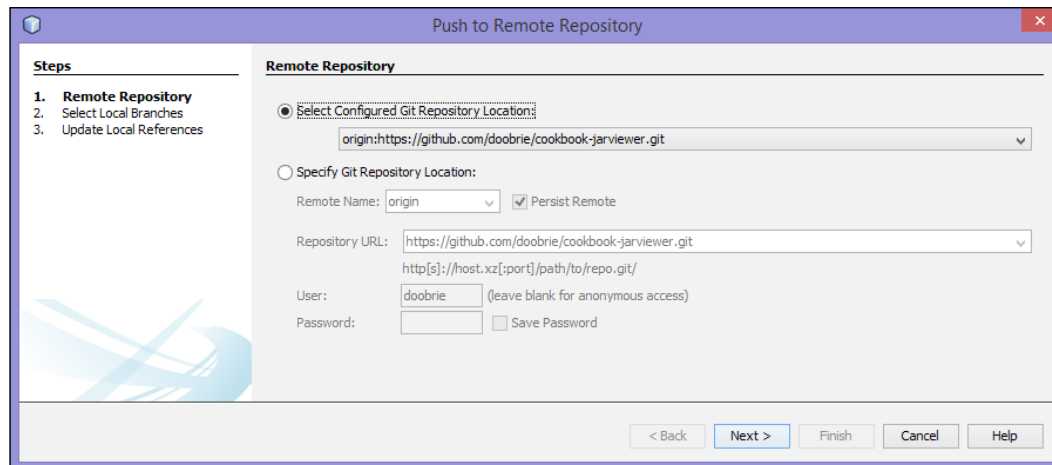 Push to Remote Repository
Steps
1. Remote Repository
2. Select Local Branches
3. Update Local References
Remote Repository
Select Configured Git Repository Location:
origin:https://github.com/doobrie/cookbook-jarviewer.git
Specify Git Repository Location:
Remote Name: origin Persist Remote
Repository URL: https://github.com/doobrie/cookbook-jarviewer.git
http[s]://host.xz[:port]/path/to/repo.git/
User: doobrie (leave blank for anonymous access)
Password: Save Password
< Back Next > Finish Cancel Help